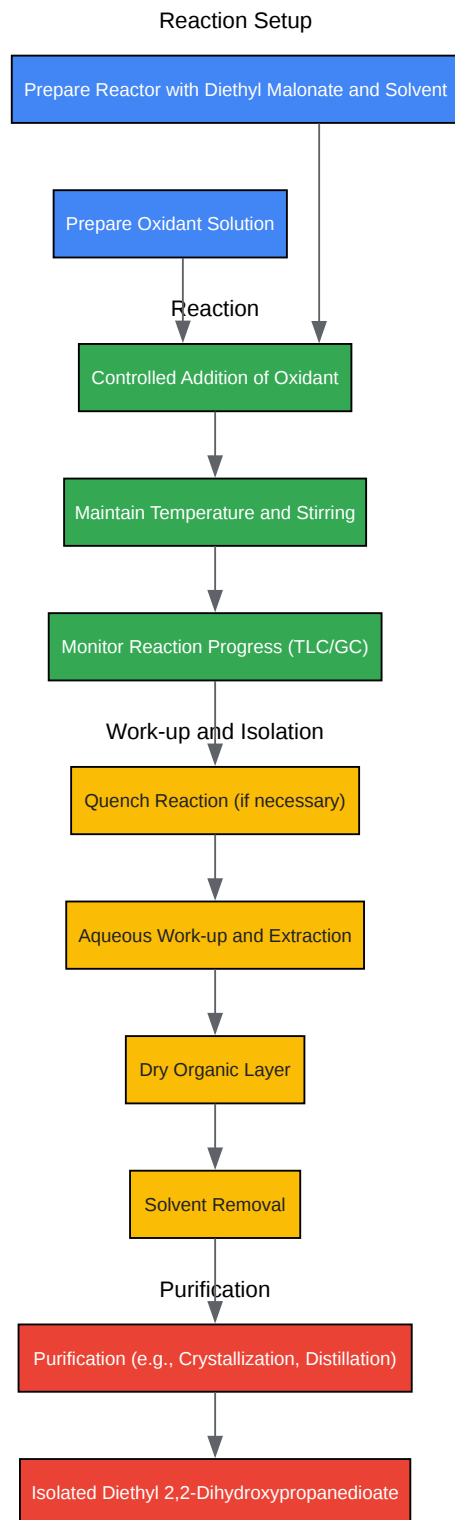 Reaction Setup
Prepare Reactor with Diethyl Malonate and Solvent
Prepare Oxidant Solution
Reaction
Controlled Addition of Oxidant
Maintain Temperature and Stirring
Monitor Reaction Progress (TLC/GC)
Work-up and Isolation
Quench Reaction (if necessary)
Aqueous Work-up and Extraction
Dry Organic Layer
Solvent Removal
Purification
Purification (e.g., Crystallization, Distillation)
Isolated Diethyl 2,2-Dihydroxypropanedioate